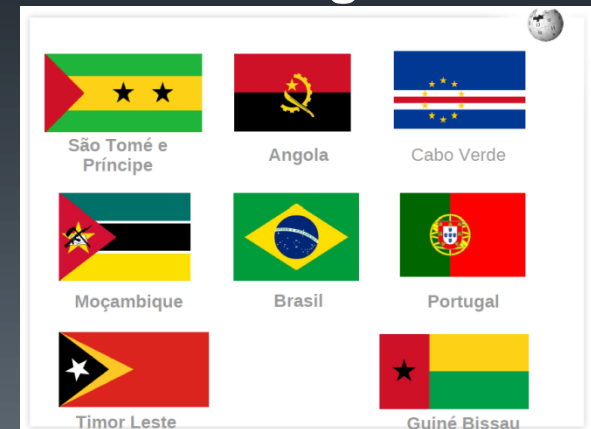 São Tomé e
Príncipe
Angola
Cabo Verde
Moçambique
Brasil
Portugal
Timor Leste
Guiné Bissau